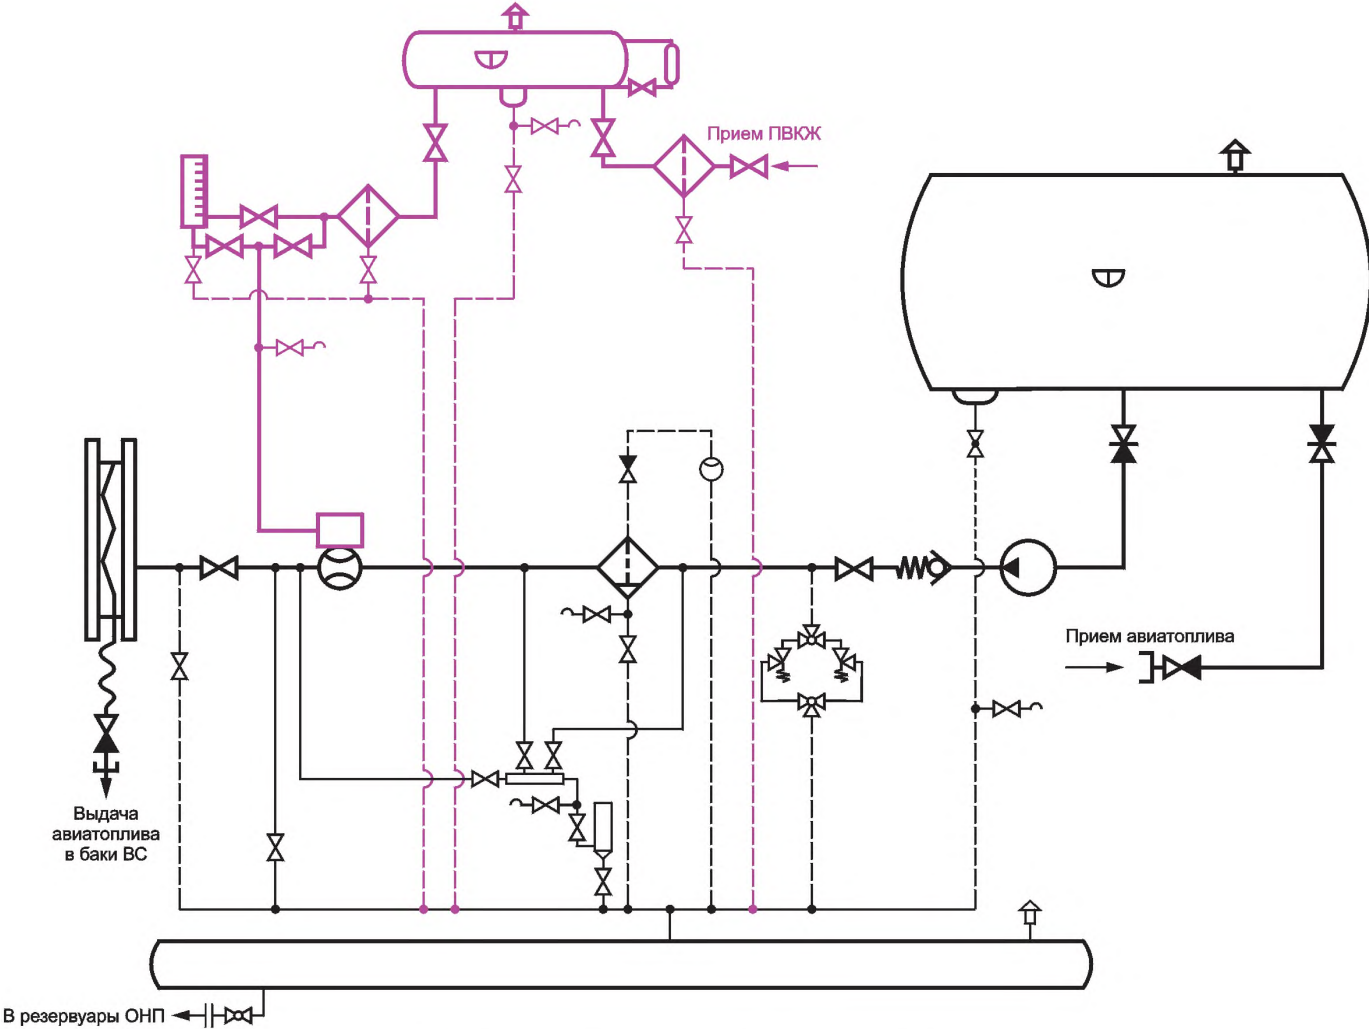 Прием ПВКЖ
Прием авиатоплива
Выдача
авиатоплива
в баки ВС
В резервуары ОНП